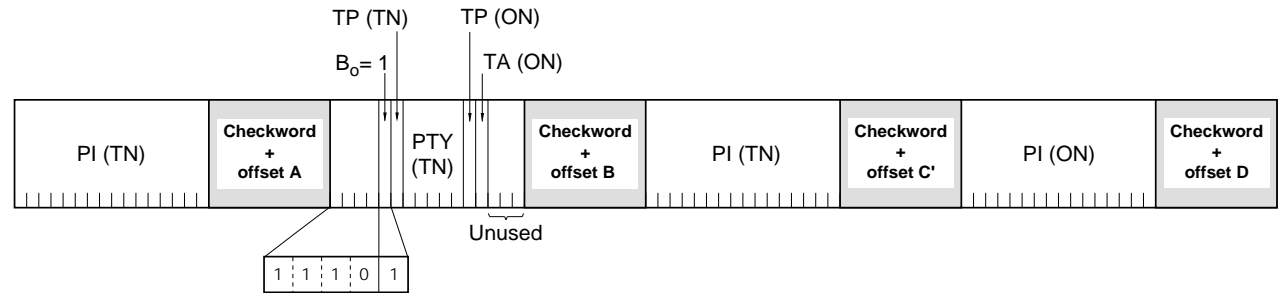 TP (TN) TP (ON)
Bo= 1 TA (ON)
PI (TN)
Checkword
+
offset A
PTY
(TN)
Checkword
+
offset B
PI (TN)
Checkword
+
offset C'
PI (ON)
Checkword
+
offset D
Unused
1 1 1 0 1